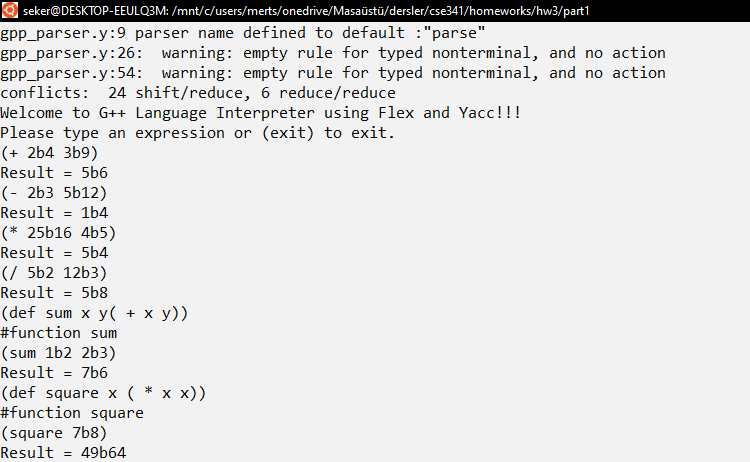 seker@DESKTOP-EEULQ3M: /mnt/c/users/merts/onedrive/Masaüstü/dersler/cse341/homeworks/hw3/part1
gpp_parser.y:9 parser name defined to default :"parse"
gpp_parser.y:26:  warning: empty rule for typed nonterminal, and no action
gpp_parser.y:54:  warning: empty rule for typed nonterminal, and no action
conflicts:  24 shift/reduce, 6 reduce/reduce
Welcome to G++ Language Interpreter using Flex and Yacc!!!
Please type an expression or (exit) to exit.
(+ 2b4 3b9)
Result = 5b6
(- 2b3 5b12)
Result = 1b4
(* 25b16 4b5)
Result = 5b4
(/ 5b2 12b3)
Result = 5b8
(def sum x y( + x y))
#function sum
(sum 1b2 2b3)
Result = 7b6
(def square x ( * x x))
#function square
(square 7b8)
Result = 49b64